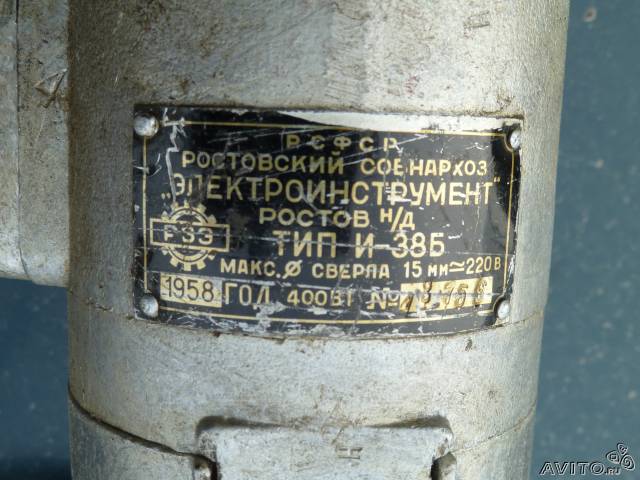 РСФСР
РОСТОВСКИЙ СОВНАРХОЗ
„ЭЛЕКТРОИНСТРУМЕНТ"
РОСТОВ Н/Д
РЗЭ
ТИП И-38Б
МАКС. Ø СВЕРЛА 15 ММ ≃ 220 В
1958 ГОД 400 ВТ №
AVITO.ru